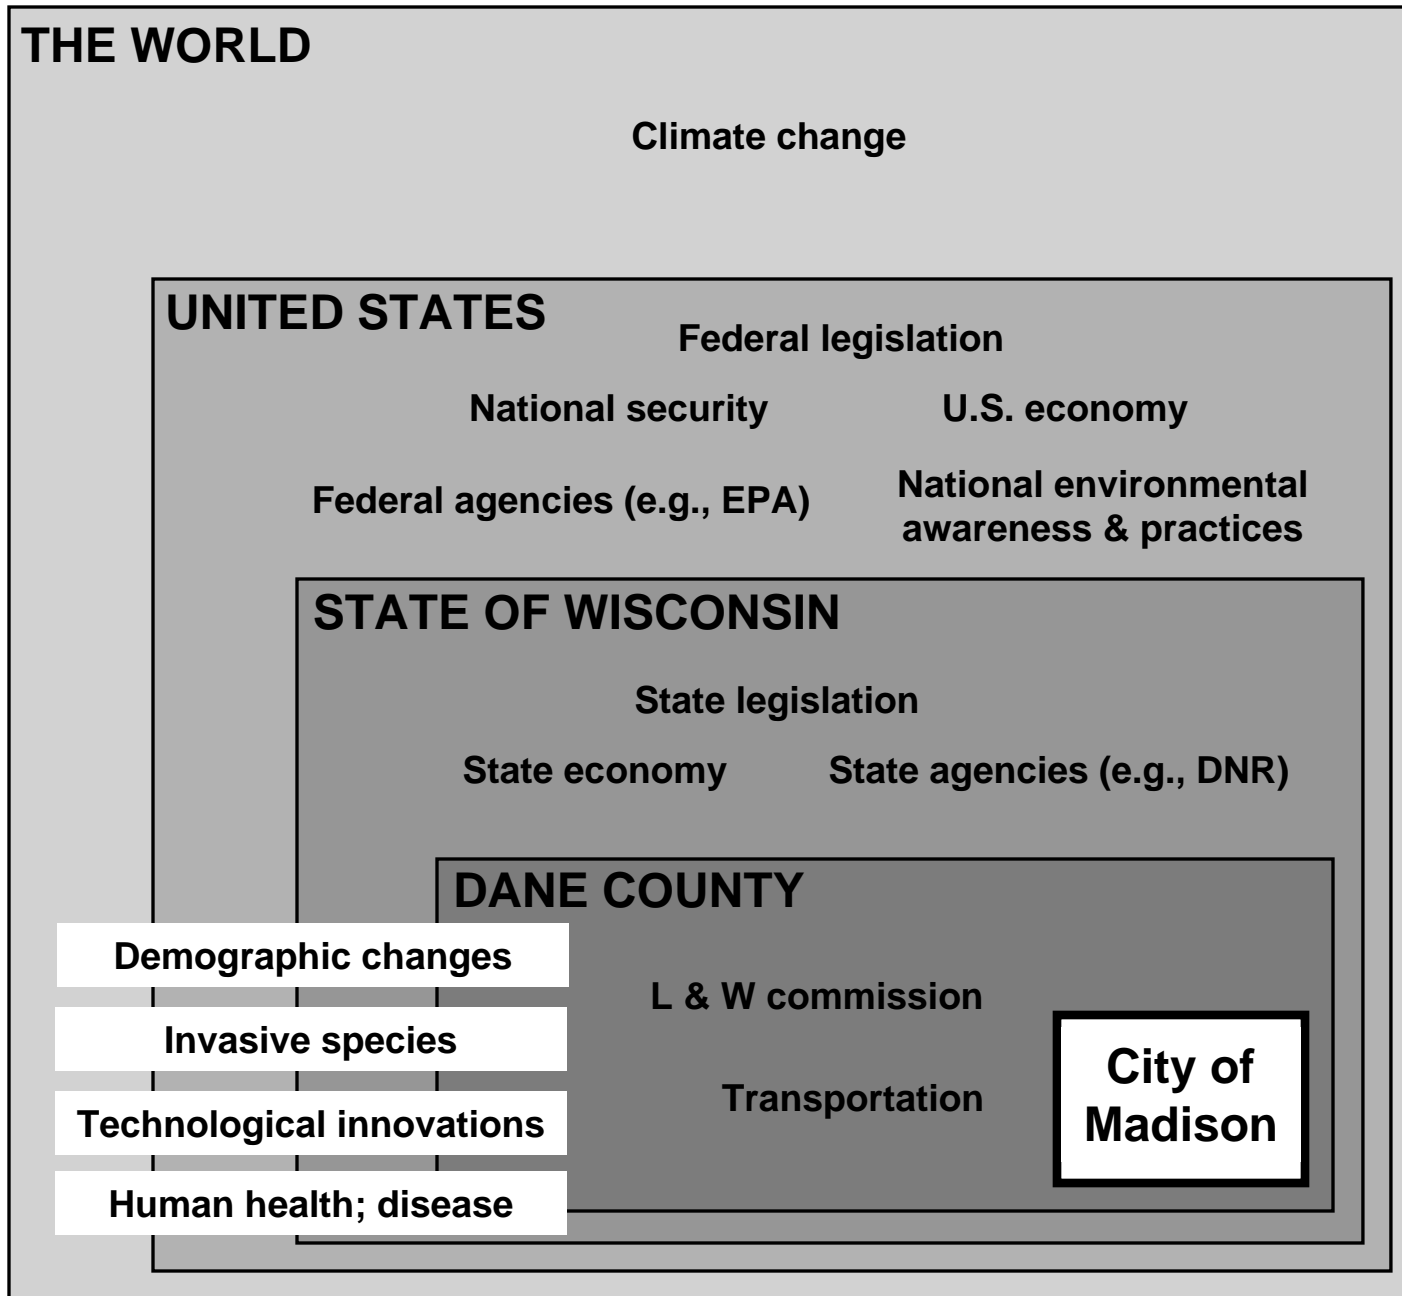 THE WORLD
Climate change
UNITED STATES
Federal legislation
National security
U.S. economy
Federal agencies (e.g., EPA)
National environmental
awareness & practices
STATE OF WISCONSIN
State legislation
State economy
State agencies (e.g., DNR)
DANE COUNTY
Demographic changes
L & W commission
Invasive species
City of
Madison
Transportation
Technological innovations
Human health; disease